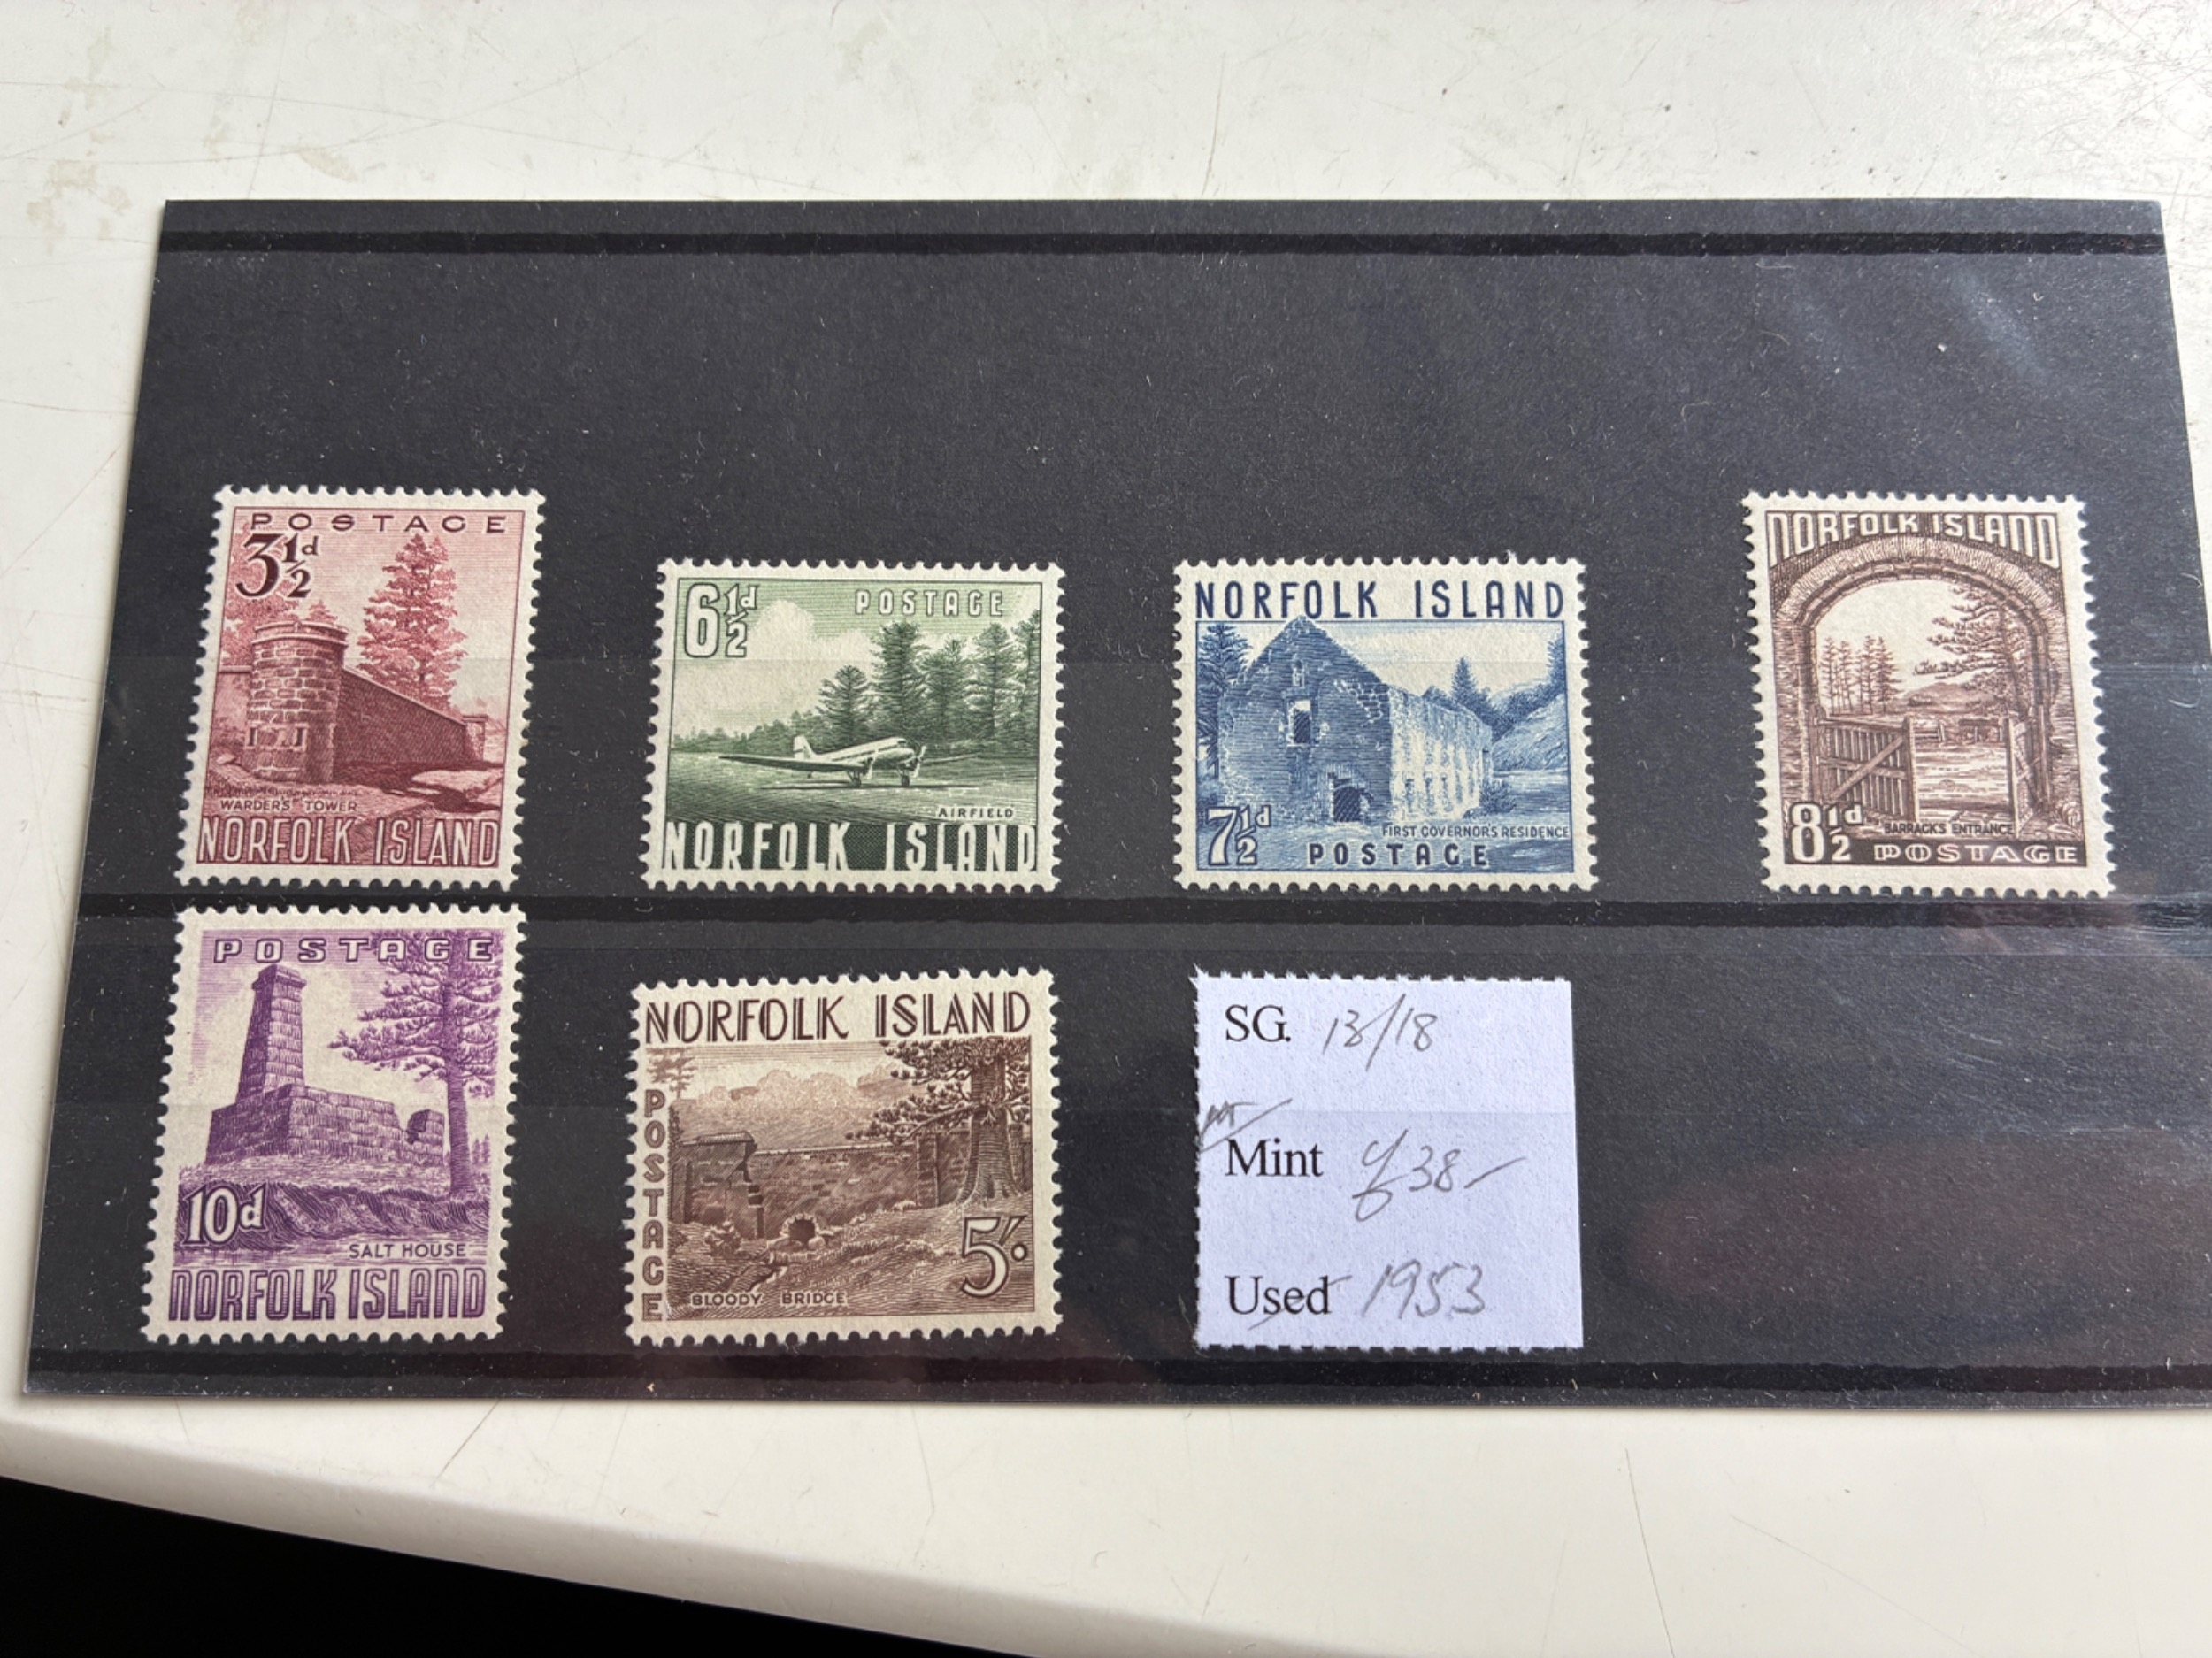 POSTAGE
3½d
WARDER'S TOWER
NORFOLK ISLAND
6½d
POSTAGE
AIRFIELD
NORFOLK ISLAND
NORFOLK ISLAND
7½d
FIRST GOVERNOR'S RESIDENCE
POSTAGE
NORFOLK ISLAND
8½d
BARRACKS ENTRANCE
POSTAGE
POSTAGE
10d
SALT HOUSE
NORFOLK ISLAND
NORFOLK ISLAND
POSTAGE
5/-
BLOODY BRIDGE
SG. 13/18
Mint £38-
Used 1953